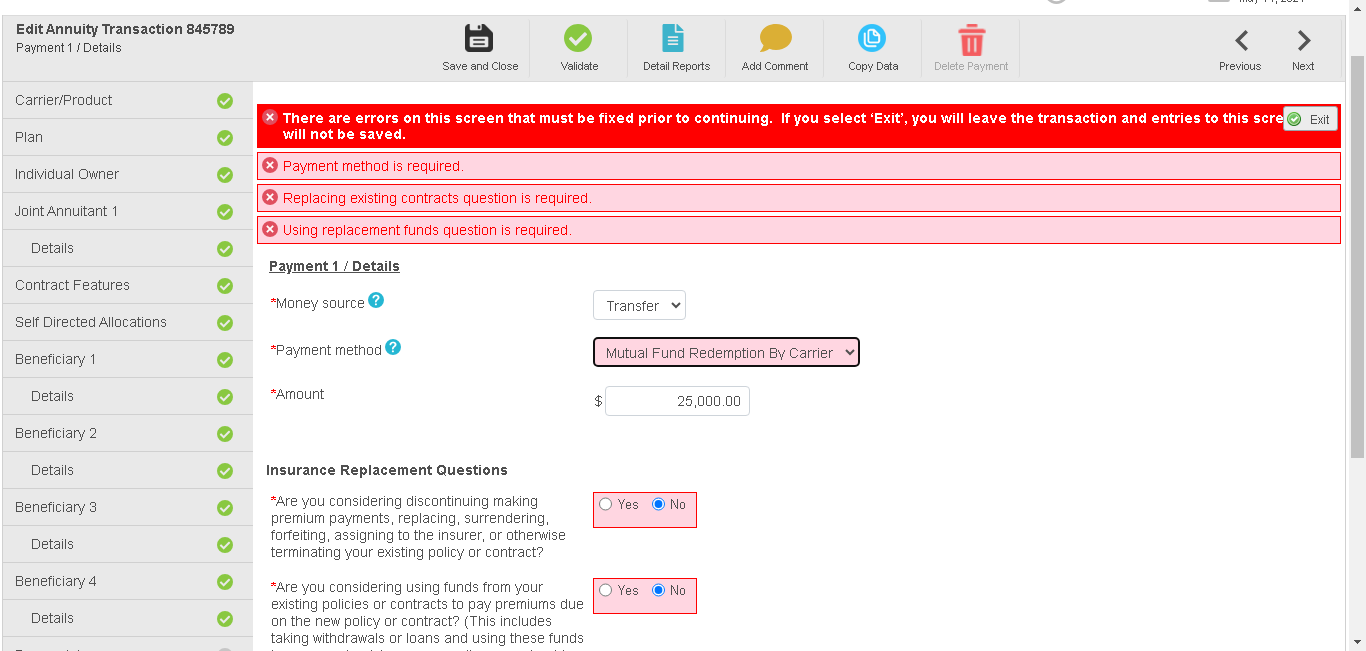 Edit Annuity Transaction 845789
Payment 1 / Details
Save and Close
Validate
Detail Reports
Add Comment
Copy Data
Delete Payment
Previous
Next
Carrier/Product
Plan
Individual Owner
Joint Annuitant 1
Details
Contract Features
Self Directed Allocations
Beneficiary 1
Details
Beneficiary 2
Details
Beneficiary 3
Details
Beneficiary 4
Details
There are errors on this screen that must be fixed prior to continuing. If you select ‘Exit’, you will leave the transaction and entries to this scre
will not be saved.
Exit
Payment method is required.
Replacing existing contracts question is required.
Using replacement funds question is required.
Payment 1 / Details
*Money source ?
Transfer
*Payment method ?
Mutual Fund Redemption By Carrier
*Amount
$ 25,000.00
Insurance Replacement Questions
*Are you considering discontinuing making
premium payments, replacing, surrendering,
forfeiting, assigning to the insurer, or otherwise
terminating your existing policy or contract?
Yes No
*Are you considering using funds from your
existing policies or contracts to pay premiums due
on the new policy or contract? (This includes
taking withdrawals or loans and using these funds
Yes No